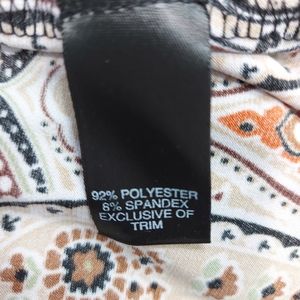 92% POLYESTER
8% SPANDEX
EXCLUSIVE OF
TRIM